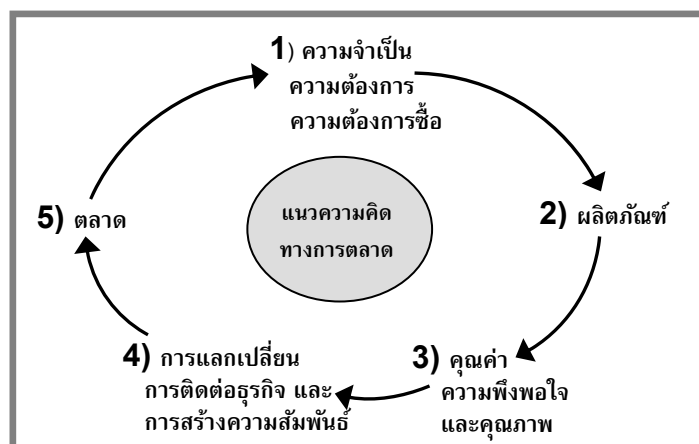 1) ความจำเป็น
ความต้องการ
ความต้องการซื้อ
2) ผลิตภัณฑ์
3) คุณค่า
ความพึงพอใจ
และคุณภาพ
4) การแลกเปลี่ยน
การติดต่อธุรกิจ และ
การสร้างความสัมพันธ์
5) ตลาด
แนวความคิด
ทางการตลาด